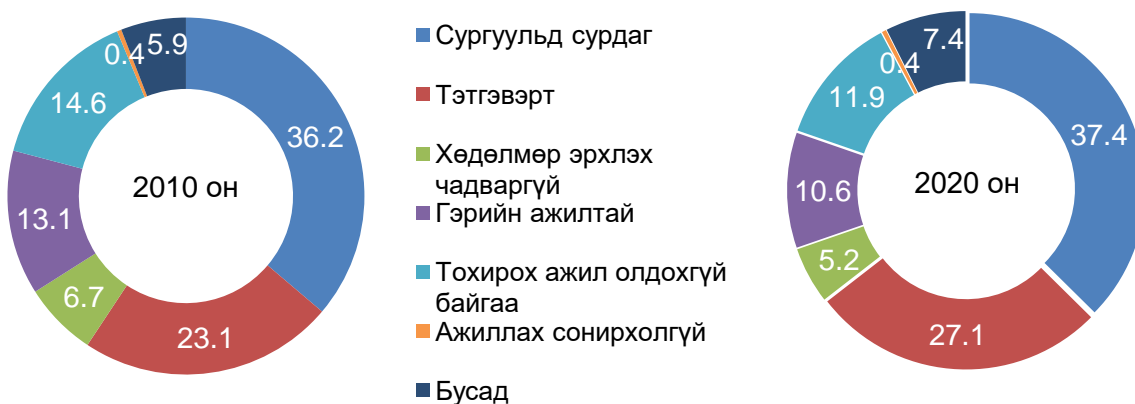 36.2
23.1
6.7
13.1
14.6
0.4
5.9
2010 он
Сургуульд сурдаг
Тэтгэвэрт
Хөдөлмөр эрхлэх
чадваргүй
Гэрийн ажилтай
Тохирох ажил олдохгүй
байгаа
Ажиллах сонирхолгүй
Бусад
37.4
27.1
5.2
10.6
11.9
0.4
7.4
2020 он